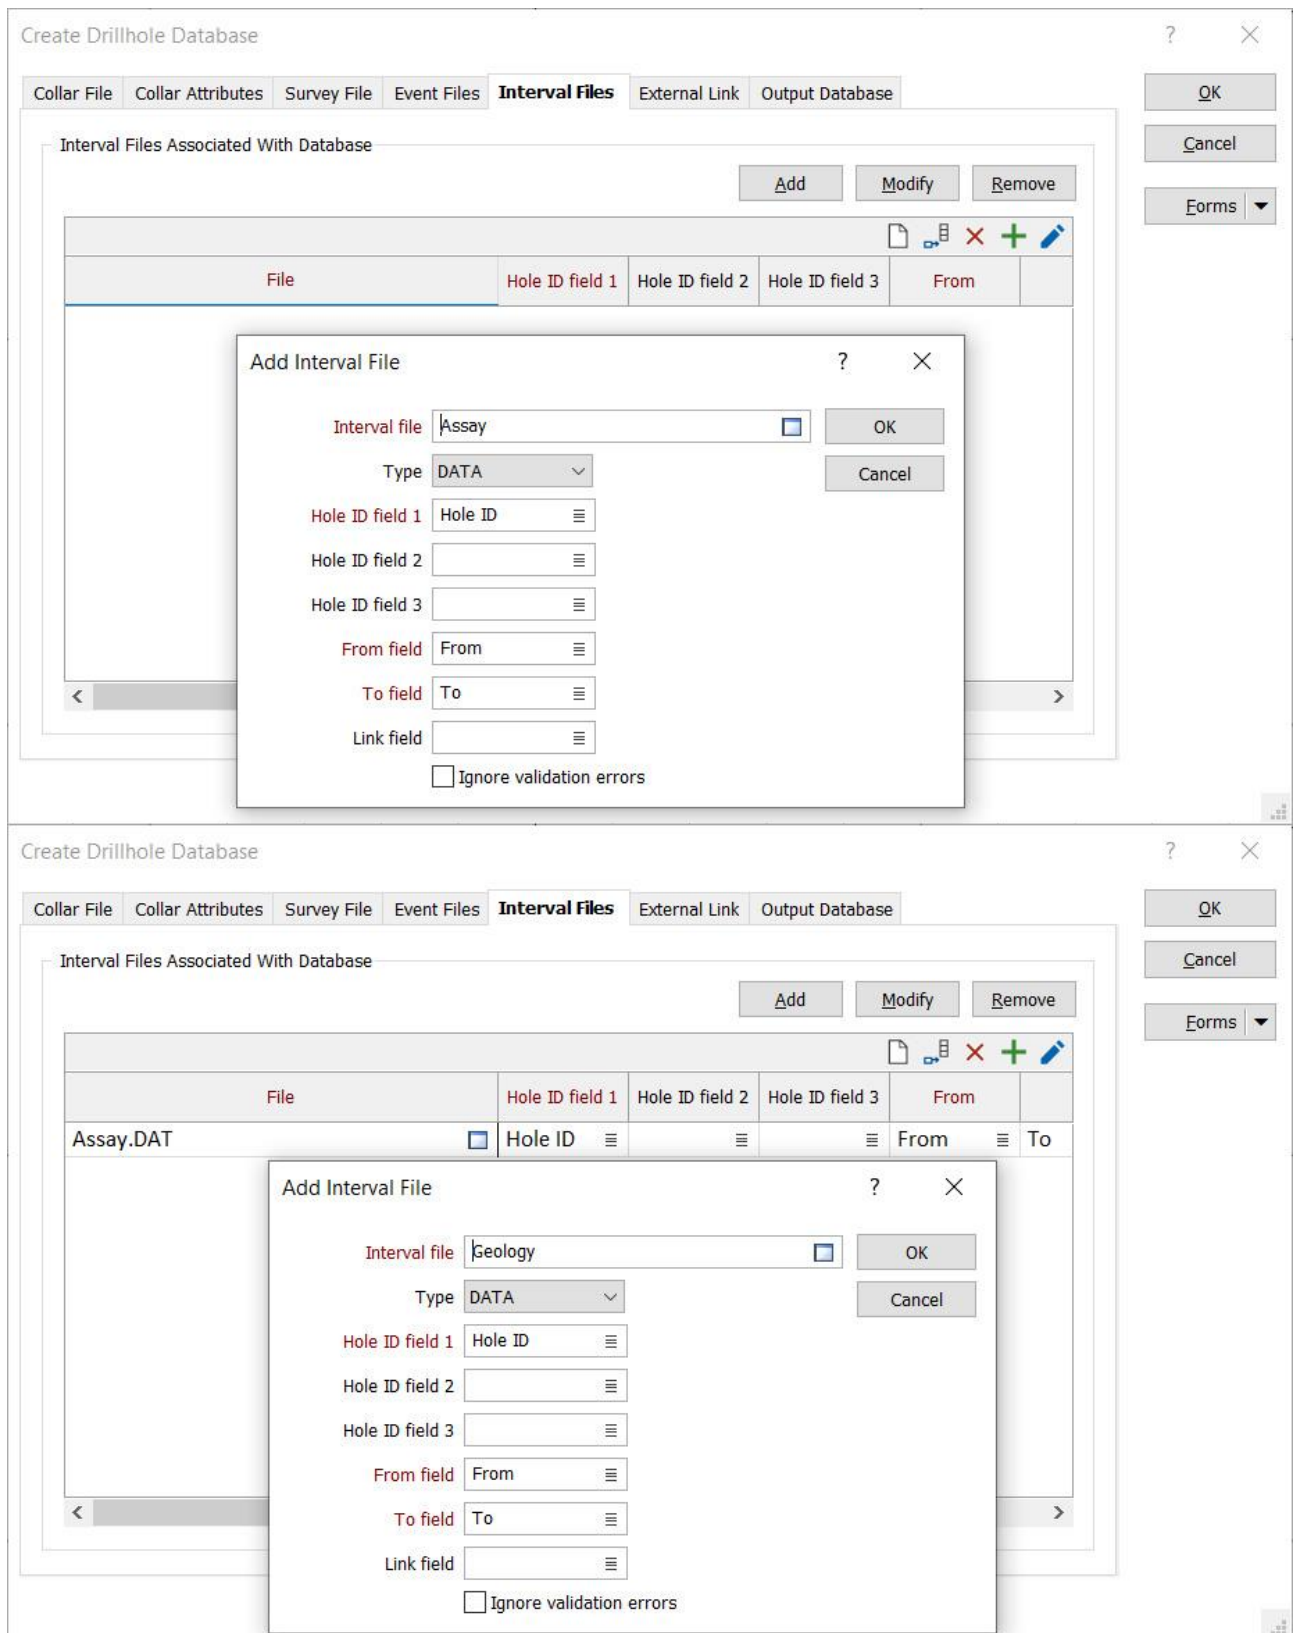 Create Drillhole Database ?
Collar File Collar Attributes Survey File Event Files Interval Files External Link Output Database OK
Interval Files Associated With Database Cancel
Add Modify Remove
Forms
File Hole ID field 1 Hole ID field 2 Hole ID field 3 From
Add Interval File ?
Interval file Assay OK
Type DATA Cancel
Hole ID field 1 Hole ID
Hole ID field 2
Hole ID field 3
From field From
To field To
Link field
Ignore validation errors
Create Drillhole Database ?
Collar File Collar Attributes Survey File Event Files Interval Files External Link Output Database OK
Interval Files Associated With Database Cancel
Add Modify Remove
Forms
File Hole ID field 1 Hole ID field 2 Hole ID field 3 From
Assay.DAT Hole ID From To
Add Interval File ?
Interval file Geology OK
Type DATA Cancel
Hole ID field 1 Hole ID
Hole ID field 2
Hole ID field 3
From field From
To field To
Link field
Ignore validation errors